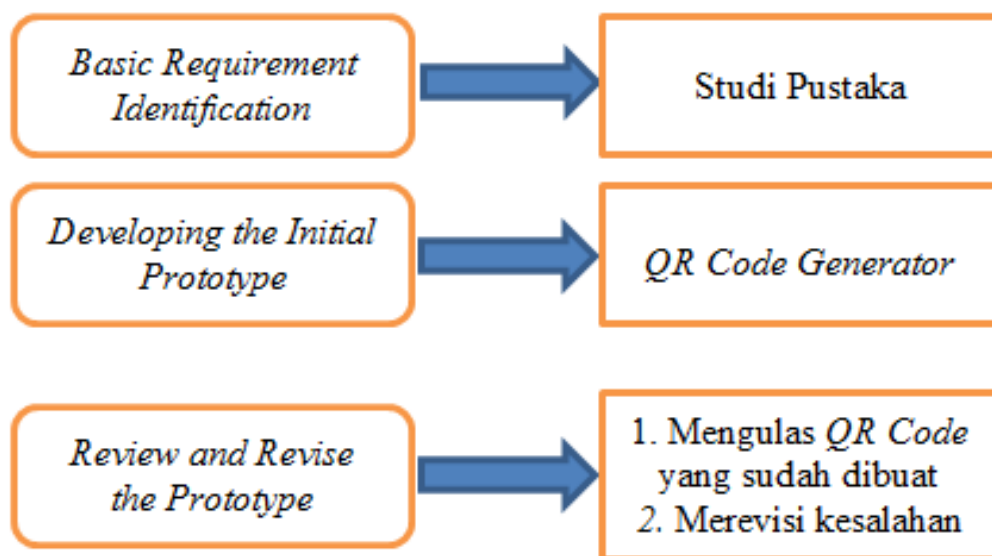 Basic Requirement
Identification
Studi Pustaka
Developing the Initial
Prototype
QR Code Generator
Review and Revise
the Prototype
1. Mengulas QR Code
yang sudah dibuat
2. Merevisi kesalahan